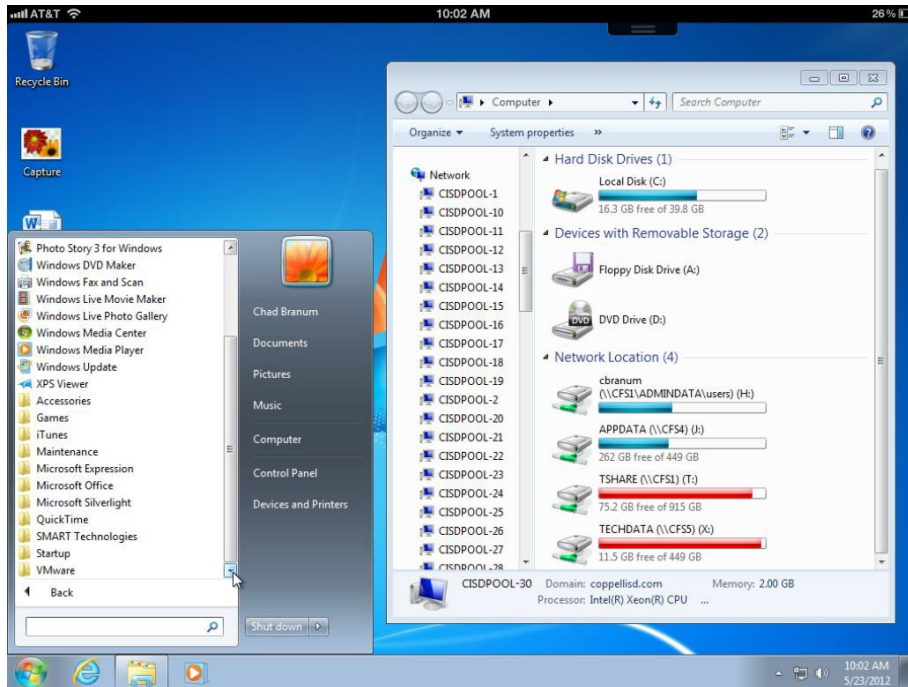 AT&T
10:02 AM
26%
Recycle Bin
Capture
Photo Story 3 for Windows
Windows DVD Maker
Windows Fax and Scan
Windows Live Movie Maker
Windows Live Photo Gallery
Windows Media Center
Windows Media Player
Windows Update
XPS Viewer
Accessories
Games
iTunes
Maintenance
Microsoft Expression
Microsoft Office
Microsoft Silverlight
QuickTime
SMART Technologies
Startup
VMware
Back
Chad Branum
Documents
Pictures
Music
Computer
Control Panel
Devices and Printers
Shut down
Computer
Search Computer
Organize
System properties
»
Network
CISDPOOL-1
CISDPOOL-10
CISDPOOL-11
CISDPOOL-12
CISDPOOL-13
CISDPOOL-14
CISDPOOL-15
CISDPOOL-16
CISDPOOL-17
CISDPOOL-18
CISDPOOL-19
CISDPOOL-2
CISDPOOL-20
CISDPOOL-21
CISDPOOL-22
CISDPOOL-23
CISDPOOL-24
CISDPOOL-25
CISDPOOL-26
CISDPOOL-27
CISDPOOL-28
Hard Disk Drives (1)
Local Disk (C:)
16.3 GB free of 39.8 GB
Devices with Removable Storage (2)
Floppy Disk Drive (A:)
DVD
DVD Drive (D:)
Network Location (4)
cbranum
(\\CFS1\ADMINDATA\users) (H:)
APPDATA (\\CFS4) (J:)
262 GB free of 449 GB
TSHARE (\\CFS1) (T:)
75.2 GB free of 915 GB
TECHDATA (\\CFS5) (X:)
11.5 GB free of 449 GB
CISDPOOL-30 Domain: coppellisd.com Memory: 2.00 GB
Processor: Intel(R) Xeon(R) CPU ...
10:02 AM
5/23/2012